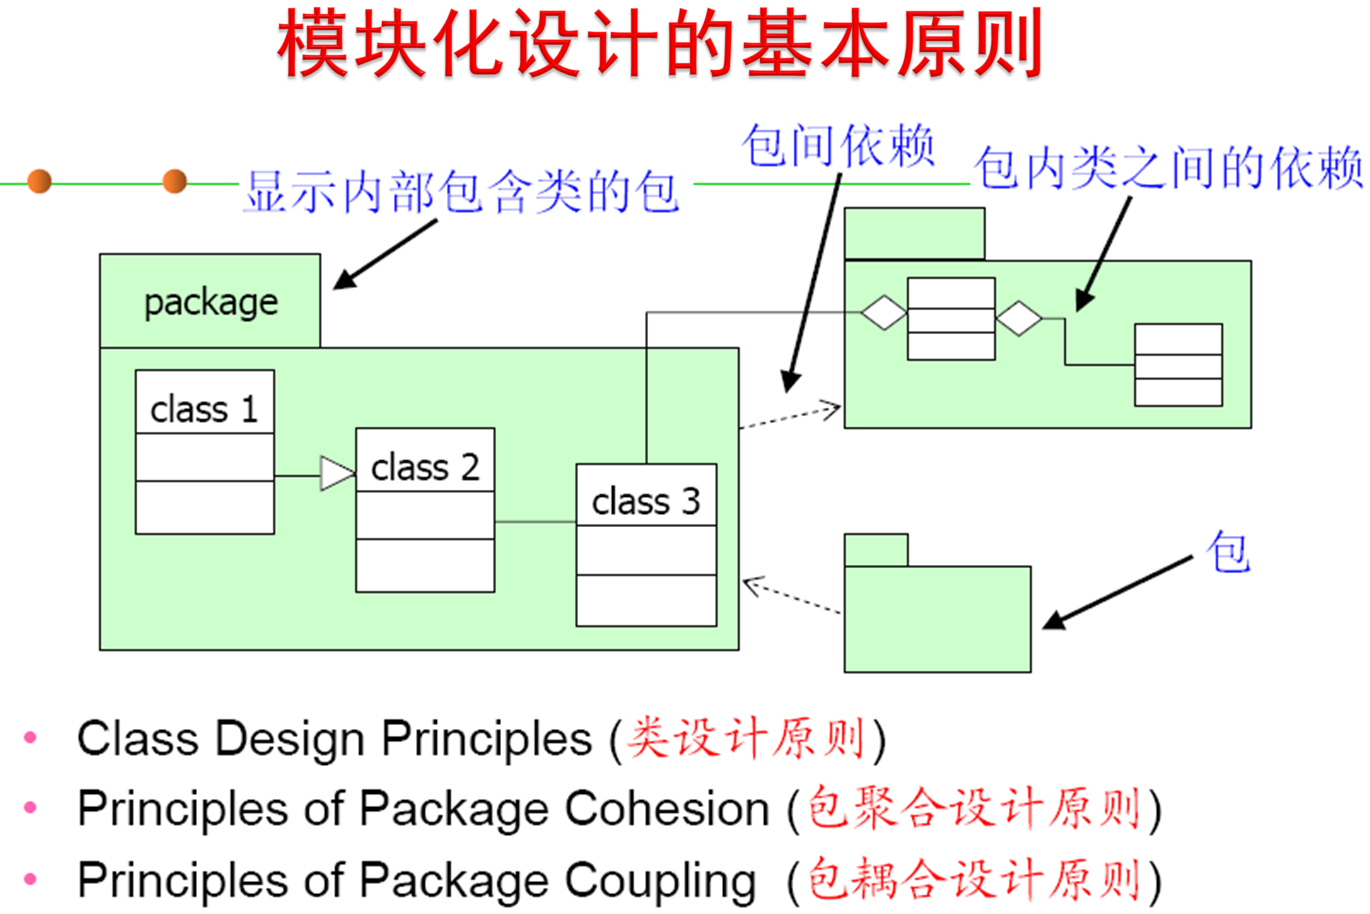 模块化设计的基本原则
包间依赖
包内类之间的依赖
显示内部包含类的包
package
class 1
class 2
class 3
包
• Class Design Principles (类设计原则)
• Principles of Package Cohesion (包聚合设计原则)
• Principles of Package Coupling (包耦合设计原则)